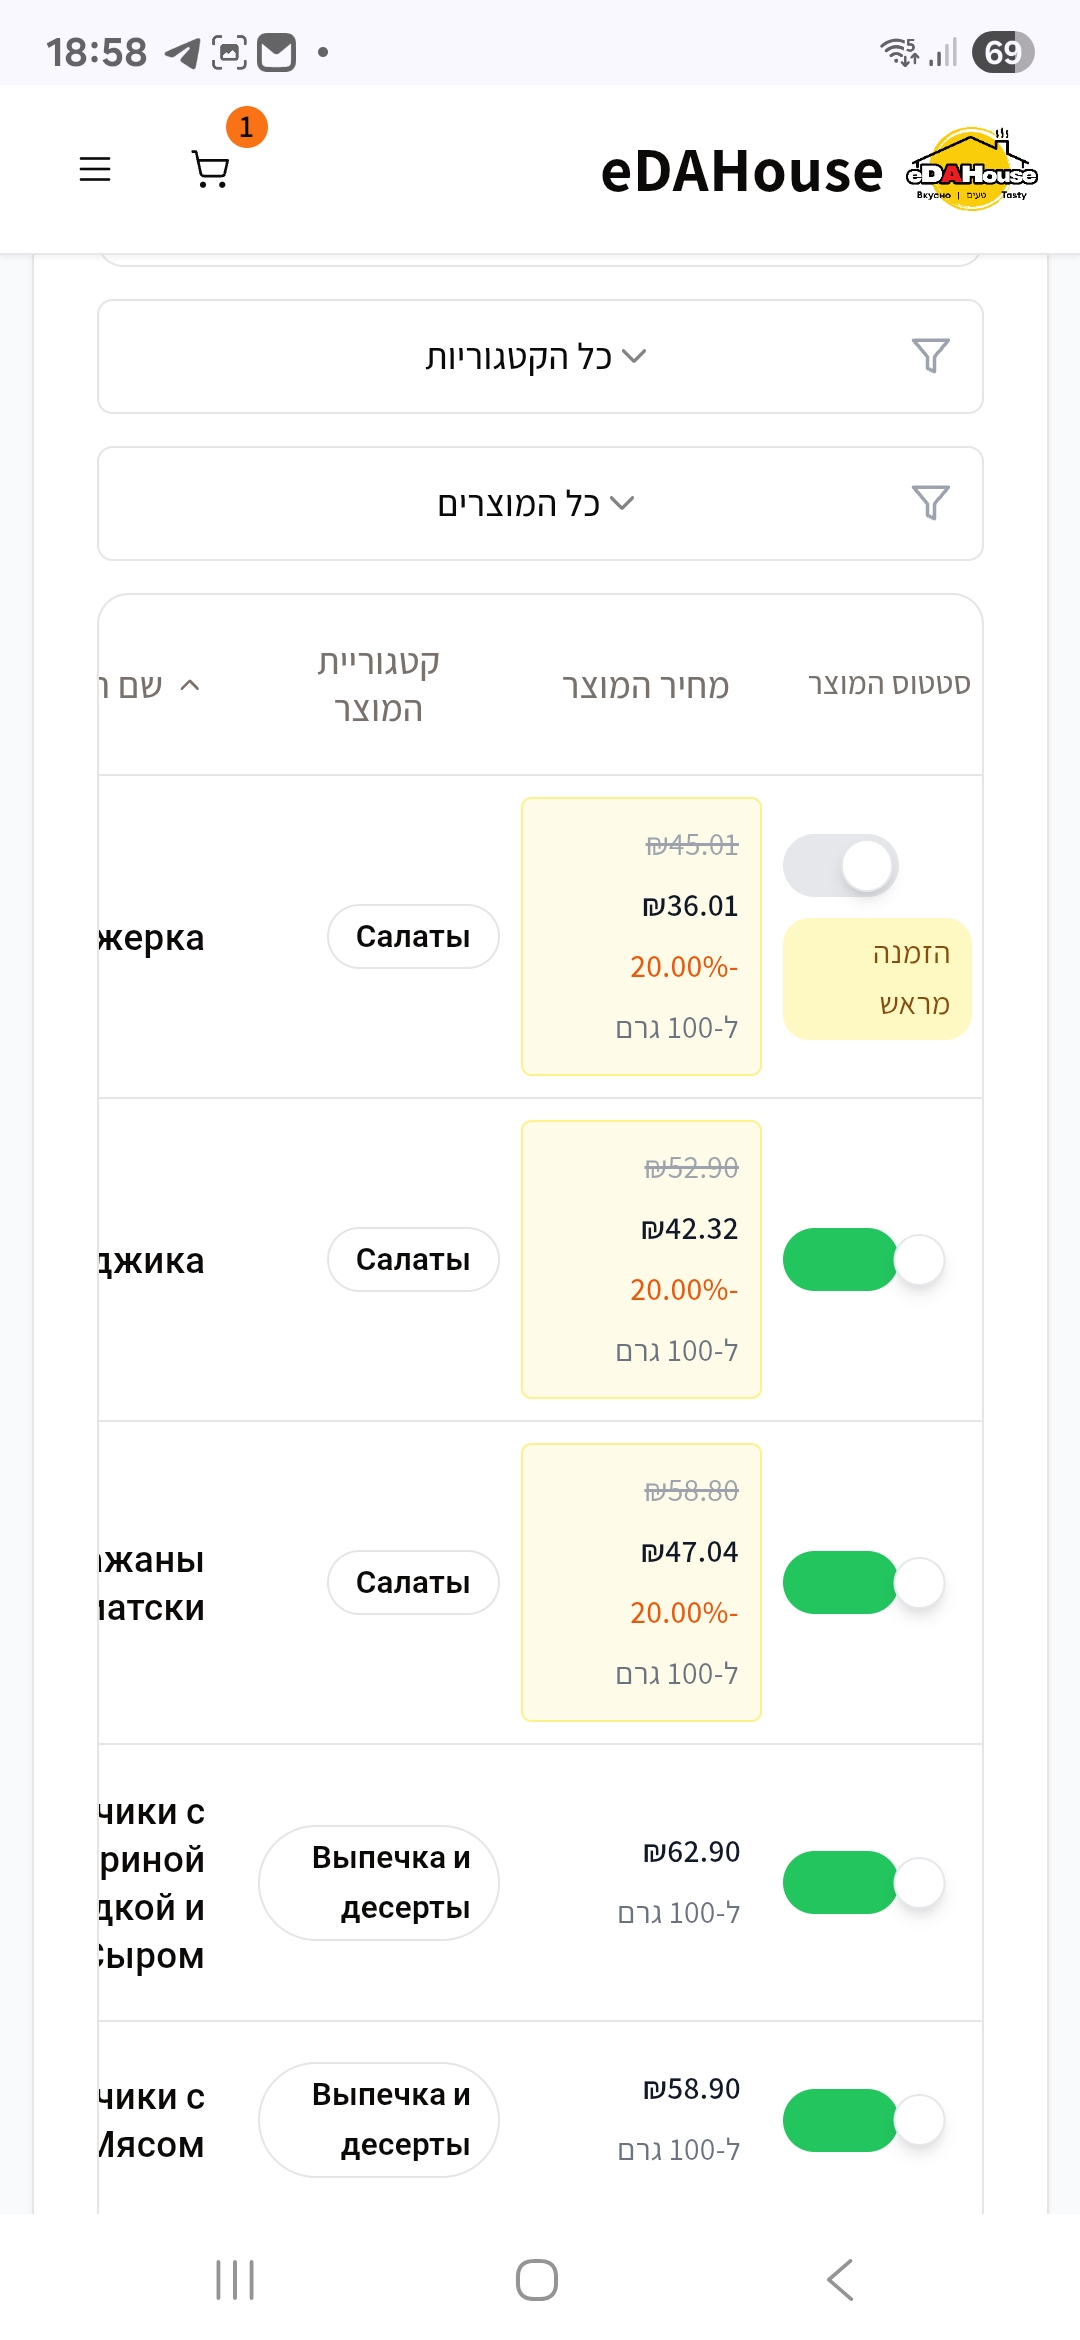 18:58
5
69
1
eDAHouse
eDAHouse
Вкусно | טעים Tasty
כל הקטגוריות
כל המוצרים
סטטוס המוצר
מחיר המוצר
קטגוריית
המוצר
שם
₪45.01
₪36.01
20.00%-
ל-100 גרם
הזמנה
מראש
Салаты
жерка
₪52.90
₪42.32
20.00%-
ל-100 גרם
Салаты
джика
₪58.80
₪47.04
20.00%-
ל-100 גרם
Салаты
жаны
матски
₪62.90
ל-100 גרם
Выпечка и
десерты
чики с
риной
дкой и
Сыром
₪58.90
ל-100 גרם
Выпечка и
десерты
чики с
Мясом